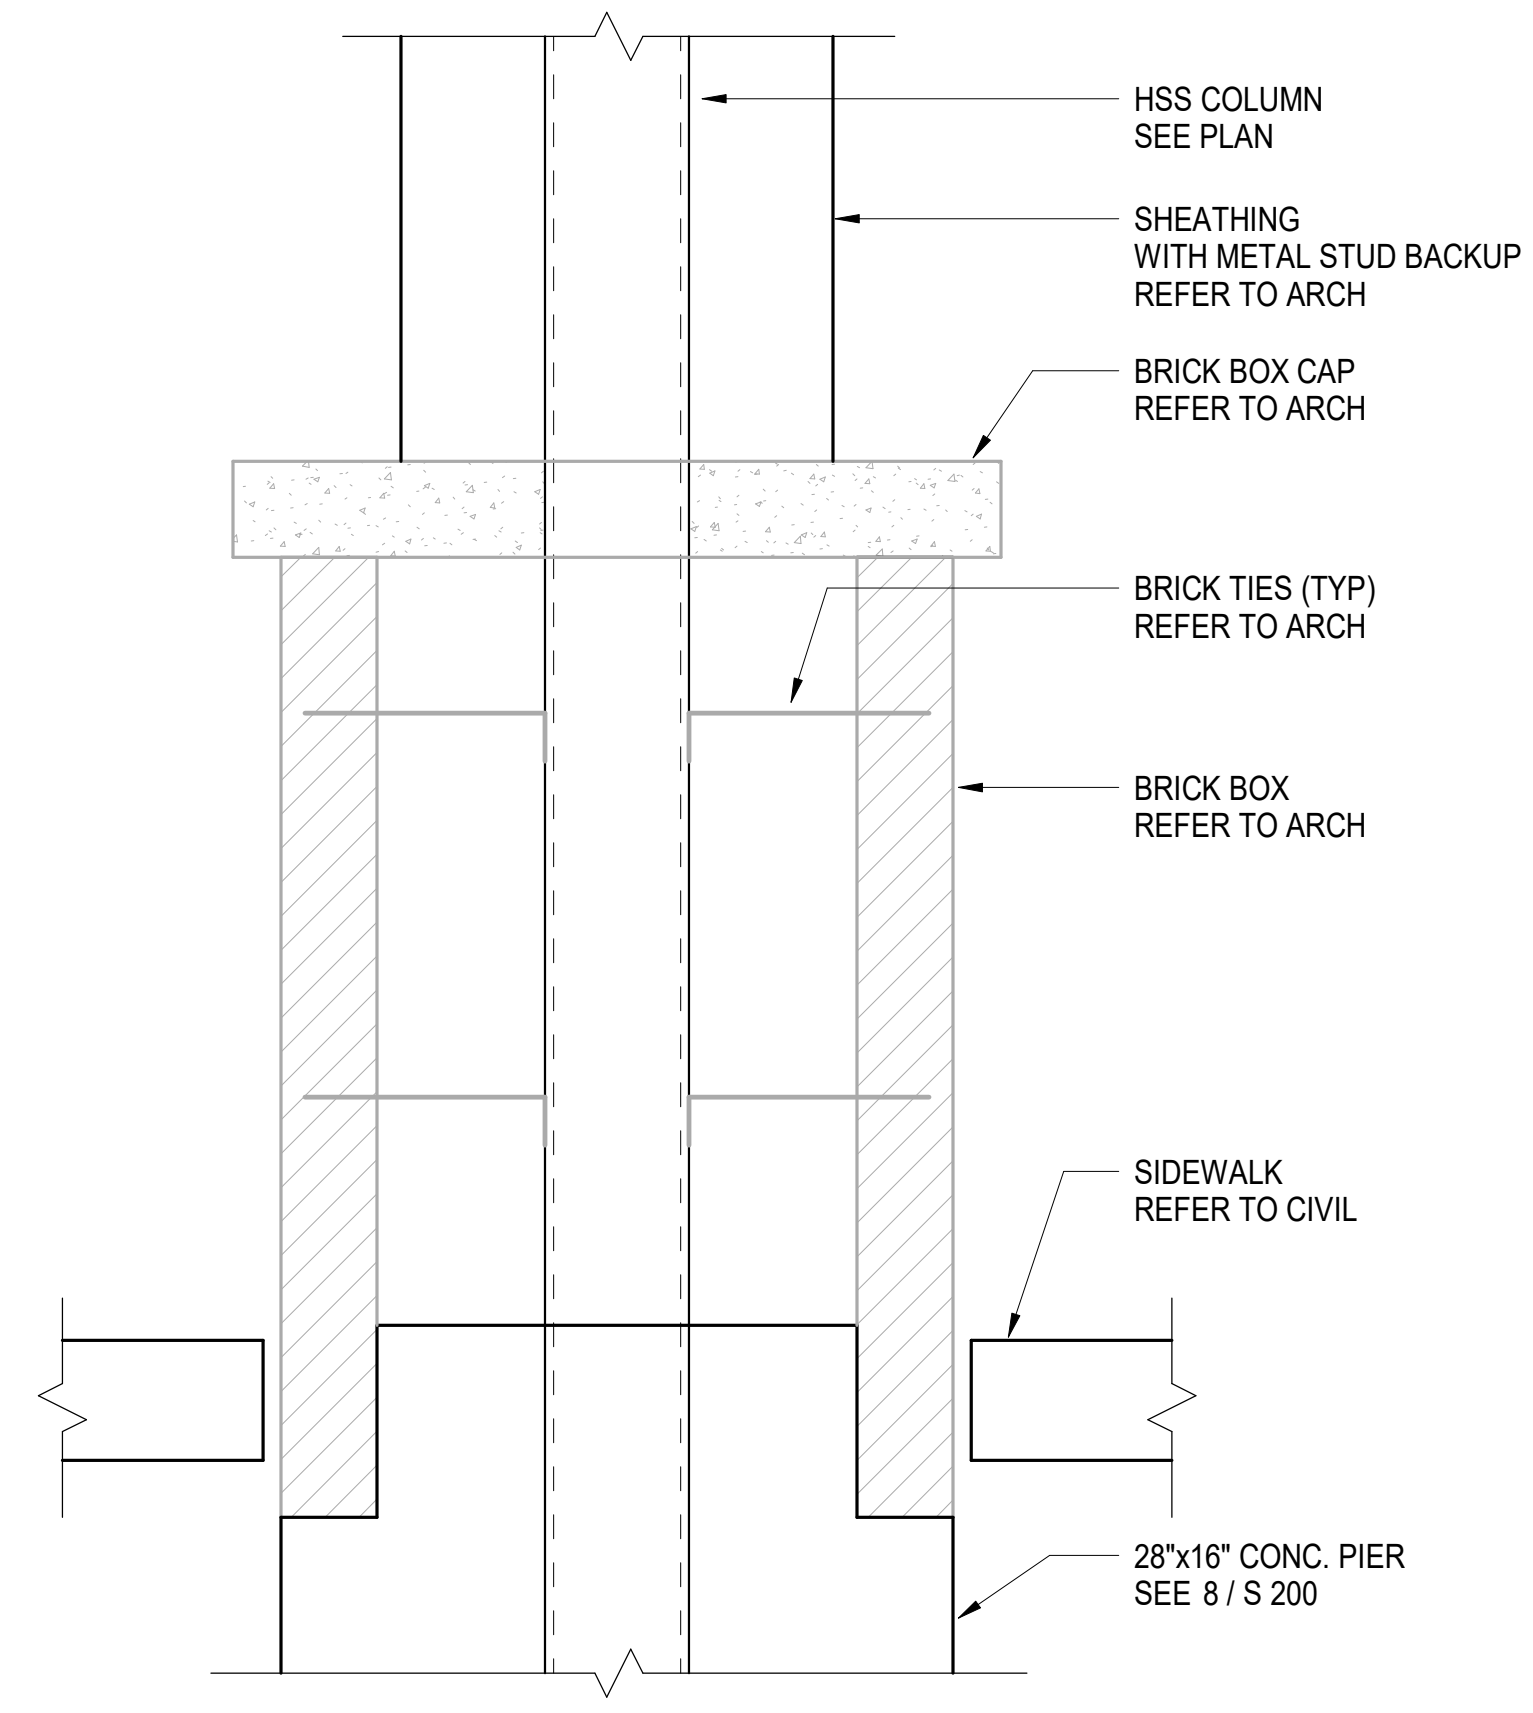 HSS COLUMN
SEE PLAN
SHEATHING
WITH METAL STUD BACKUP
REFER TO ARCH
BRICK BOX CAP
REFER TO ARCH
BRICK TIES (TYP)
REFER TO ARCH
BRICK BOX
REFER TO ARCH
SIDEWALK
REFER TO CIVIL
28"x16" CONC. PIER
SEE 8 / S 200